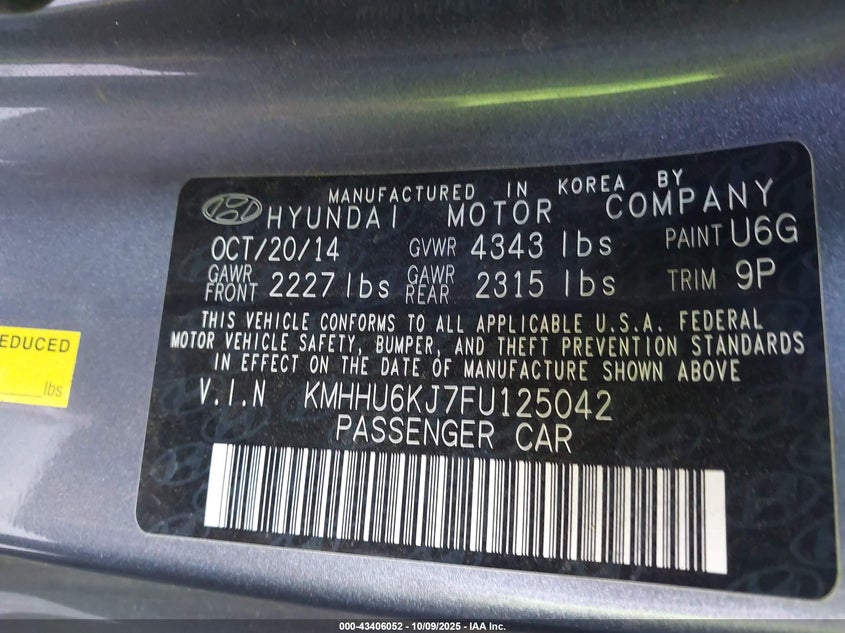 MANUFACTURED IN KOREA BY
HYUNDAI MOTOR COMPANY
OCT/20/14 GVWR 4343 lbs PAINT U6G
GAWR FRONT 2227 lbs GAWR REAR 2315 lbs TRIM 9P
THIS VEHICLE CONFORMS TO ALL APPLICABLE U.S.A. FEDERAL
MOTOR VEHICLE SAFETY, BUMPER, AND THEFT PREVENTION STANDARDS
IN EFFECT ON THE DATE OF MANUFACTURE SHOWN ABOVE
V.I.N KMHHU6KJ7FU125042
PASSENGER CAR
EDUCED
lbs
000-43406052 - 10/09/2025 - IAA Inc.